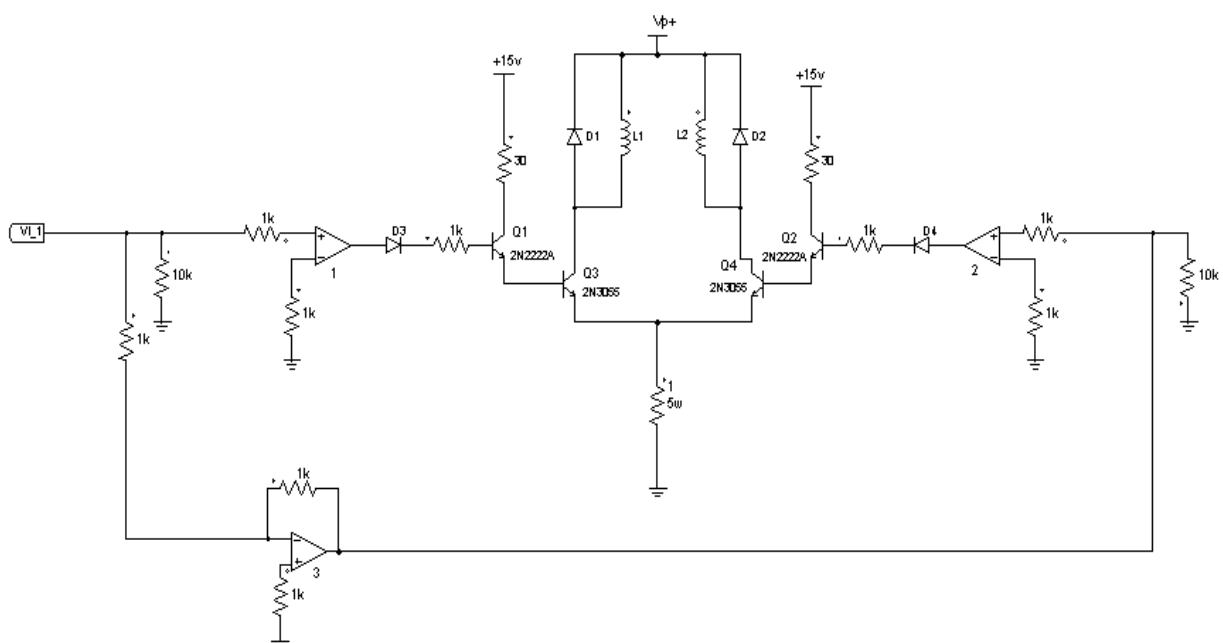 Vp+
+15v
+15v
D1
L1
L2
D2
30
30
VI_1
1k
1k
D3
Q1
Q2
1k
D4
1k
2N2222A
2N2222A
1
2
10k
Q3
Q4
10k
2N3055
2N3055
1k
1k
1k
1
5w
1k
3
1k